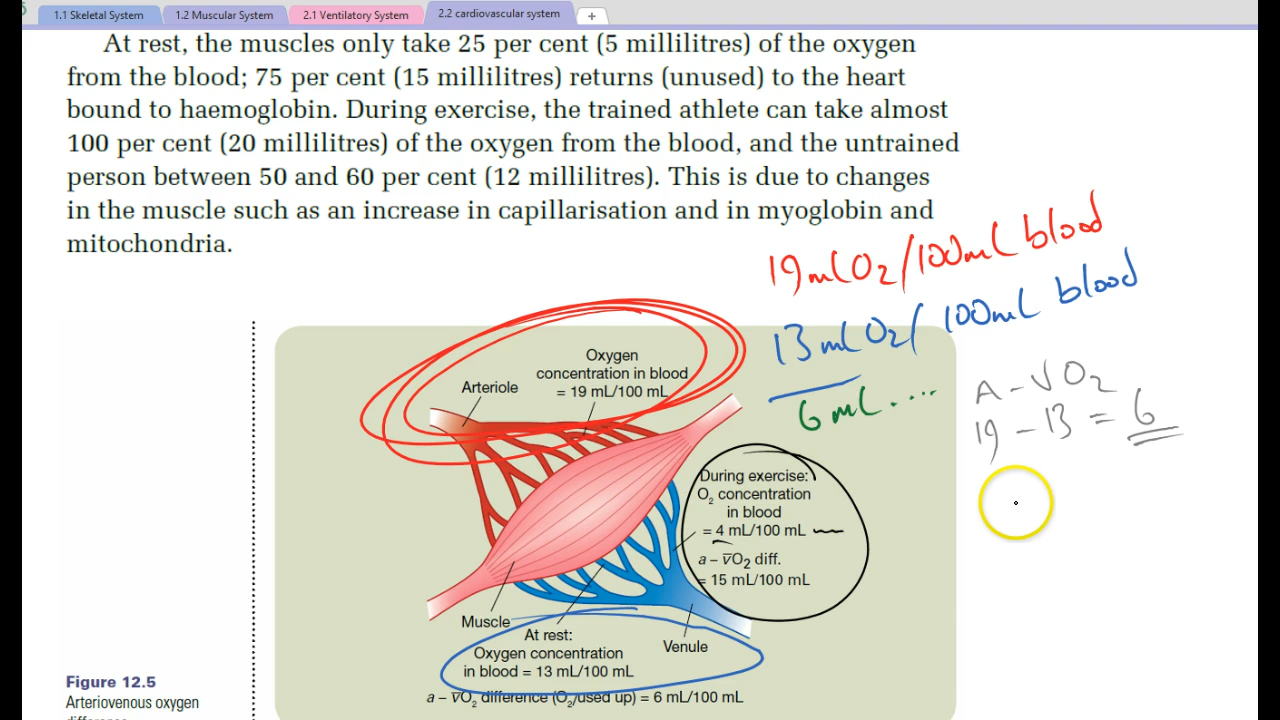 1.1 Skeletal System
1.2 Muscular System
2.1 Ventilatory System
2.2 cardiovascular system
At rest, the muscles only take 25 per cent (5 millilitres) of the oxygen
from the blood; 75 per cent (15 millilitres) returns (unused) to the heart
bound to haemoglobin. During exercise, the trained athlete can take almost
100 per cent (20 millilitres) of the oxygen from the blood, and the untrained
person between 50 and 60 per cent (12 millilitres). This is due to changes
in the muscle such as an increase in capillarisation and in myoglobin and
mitochondria.
19 ml O₂/100ml blood
13 ml O₂/100ml blood
6 ml....
A - V̄O₂
19 - 13 = 6
Arteriole
Oxygen
concentration in blood
= 19 mL/100 mL
During exercise:
O₂ concentration
in blood
= 4 mL/100 mL
a – v̄O₂ diff.
= 15 mL/100 mL
Muscle
At rest:
Oxygen concentration
in blood = 13 mL/100 mL
Venule
a – v̄O₂ difference (O₂ used up) = 6 mL/100 mL
Figure 12.5
Arteriovenous oxygen